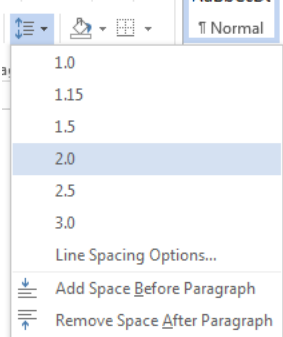 ¶ Normal
1.0
1.15
1.5
2.0
2.5
3.0
Line Spacing Options...
Add Space Before Paragraph
Remove Space After Paragraph